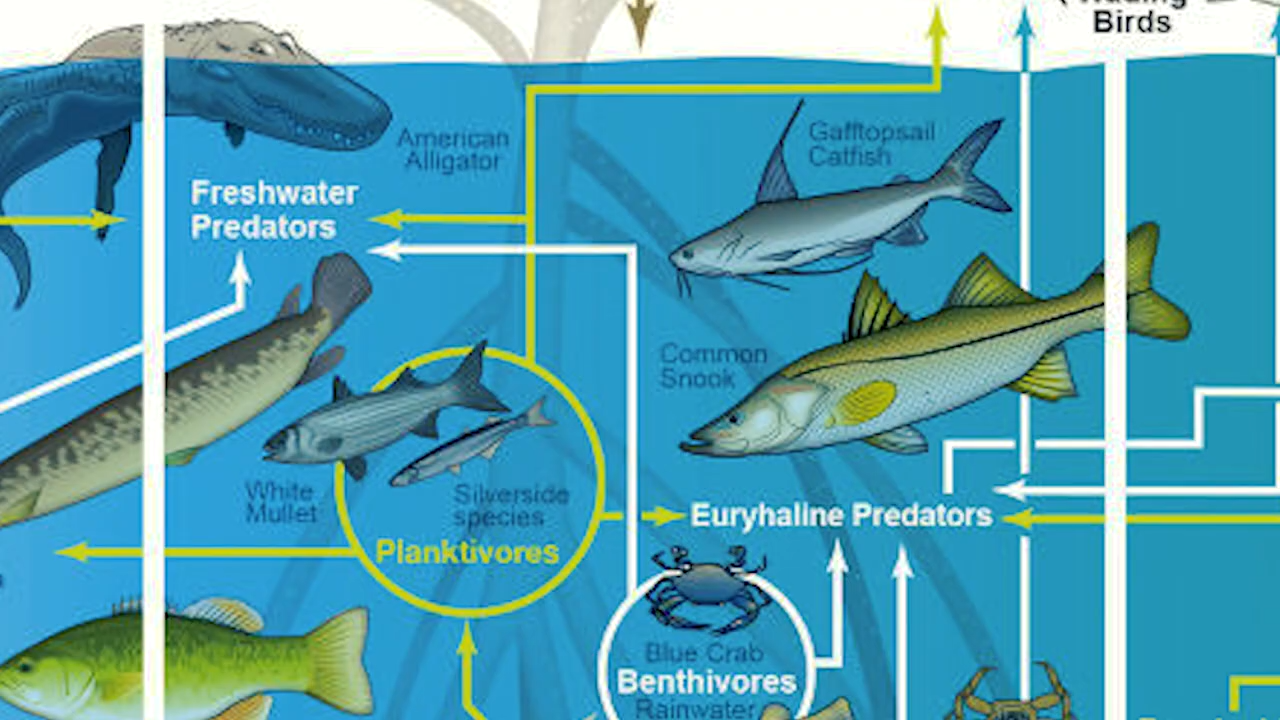 Wading
Birds
American
Alligator
Gafftopsail
Catfish
Freshwater
Predators
Common
Snook
White
Mullet
Silverside
species
Planktivores
Euryhaline Predators
Blue Crab
Benthivores
Rainwater